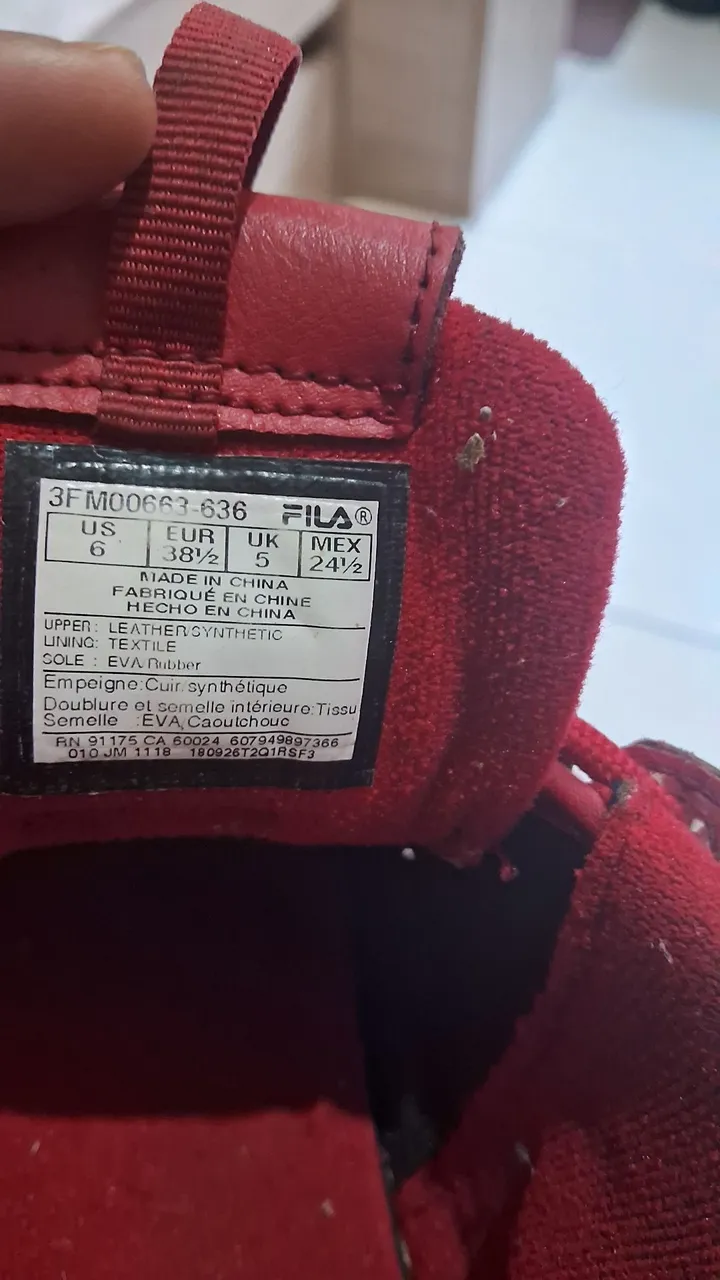 3FM00663-636 FILA®
US EUR UK MEX
6 38½ 5 24½
MADE IN CHINA
FABRIQUÉ EN CHINE
HECHO EN CHINA
UPPER: LEATHER/SYNTHETIC
LINING: TEXTILE
SOLE : EVA/Rubber
Empeigne:Cuir, synthétique
Doublure et semelle intérieure:Tissu
Semelle :EVA, Caoutchouc
RN 91175 CA 60024 607949897366
010 JM 1118 180926T2Q1RSF3